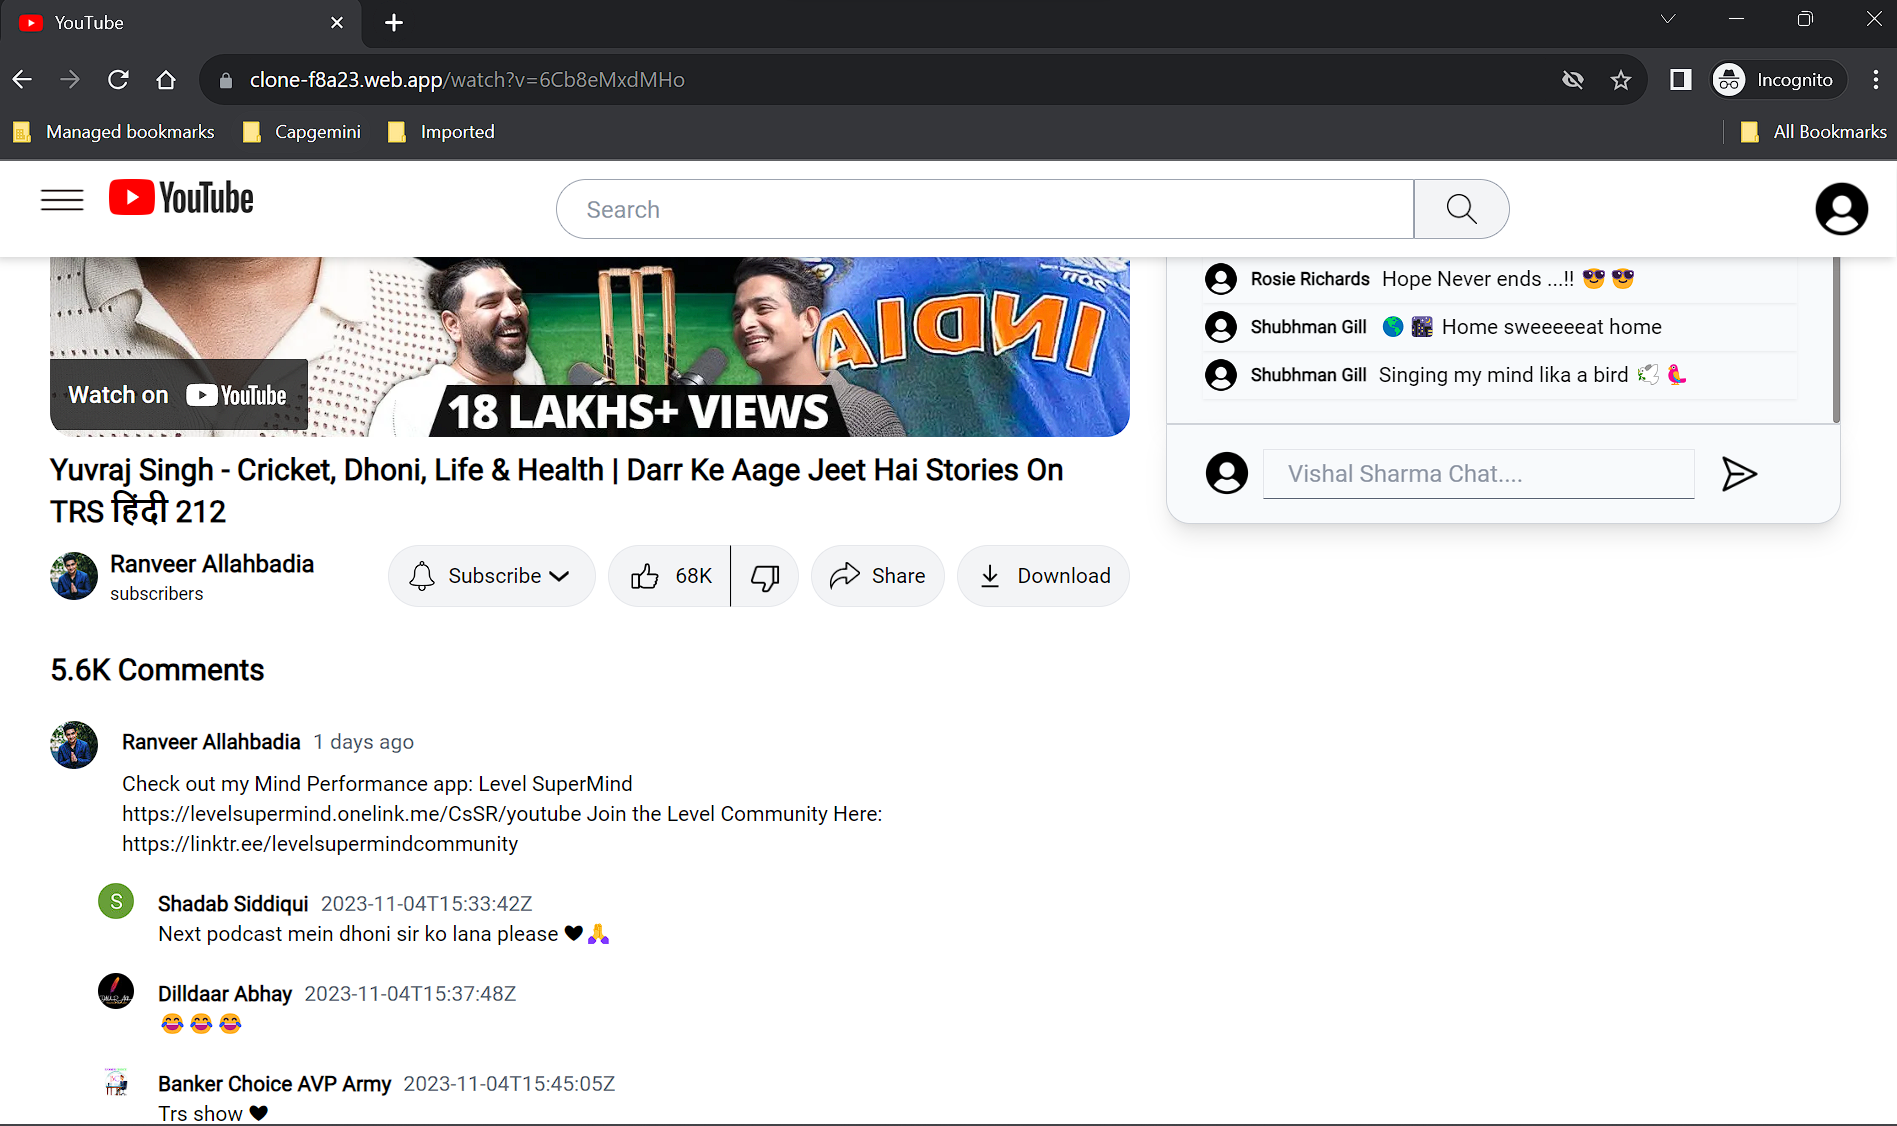 YouTube
clone-f8a23.web.app/watch?v=6Cb8eMxdMHo
Incognito
Managed bookmarks
Capgemini
Imported
All Bookmarks
YouTube
Search
INDIA
Watch on YouTube
18 LAKHS+ VIEWS
Rosie Richards Hope Never ends ...!! 😎 😎
Shubhman Gill 🌎 🌃 Home sweeeeeat home
Shubhman Gill Singing my mind lika a bird 🕊️ 🦜
Vishal Sharma Chat....
Yuvraj Singh - Cricket, Dhoni, Life & Health | Darr Ke Aage Jeet Hai Stories On
TRS हिंदी 212
Ranveer Allahbadia
subscribers
Subscribe
68K
Share
Download
5.6K Comments
Ranveer Allahbadia 1 days ago
Check out my Mind Performance app: Level SuperMind
https://levelsupermind.onelink.me/CsSR/youtube Join the Level Community Here:
https://linktr.ee/levelsupermindcommunity
S
Shadab Siddiqui 2023-11-04T15:33:42Z
Next podcast mein dhoni sir ko lana please 🖤🙏
Dilldaar Abhay 2023-11-04T15:37:48Z
😂😂😂
Banker Choice AVP Army 2023-11-04T15:45:05Z
Trs show 🖤